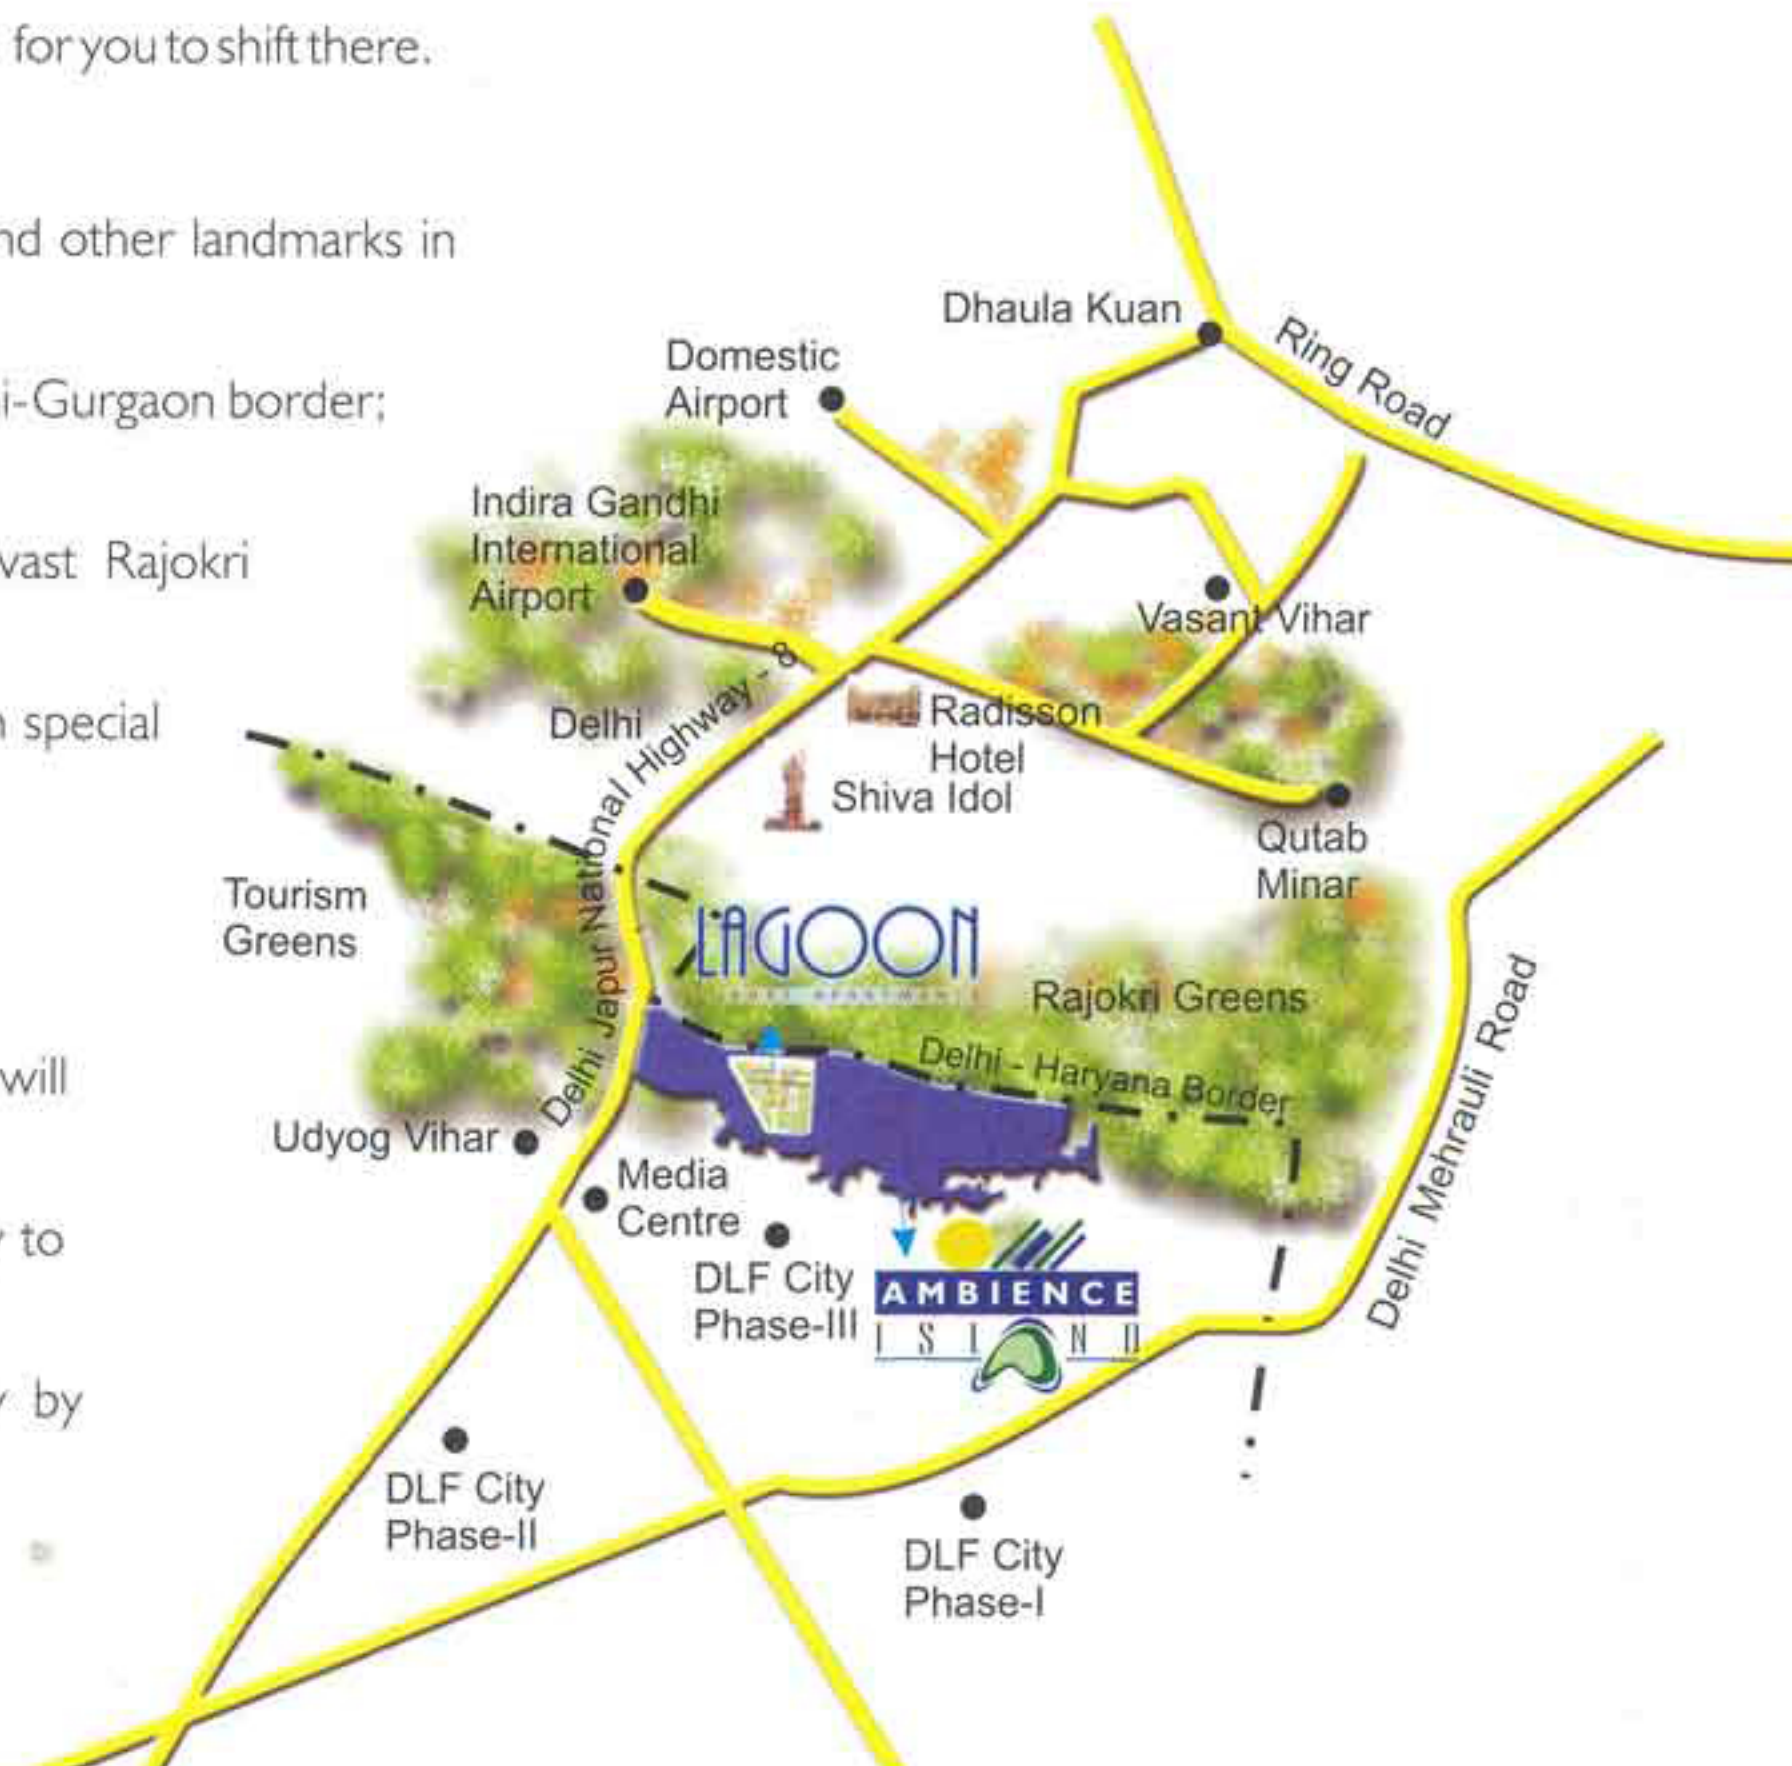 for you to shift there.
nd other landmarks in
i-Gurgaon border;
vast Rajokri
n special
will
y to
y by
Dhaula Kuan
Ring Road
Domestic
Airport
Indira Gandhi
International
Airport
Vasant Vihar
Delhi
Radisson
Hotel
Shiva Idol
Delhi Jaipur National Highway - 8
Qutab
Minar
Tourism
Greens
LAGOON
Rajokri Greens
Delhi - Haryana Border
Delhi Mehrauli Road
Udyog Vihar
Media
Centre
DLF City
Phase-III
AMBIENCE
ISLAND
DLF City
Phase-II
DLF City
Phase-I